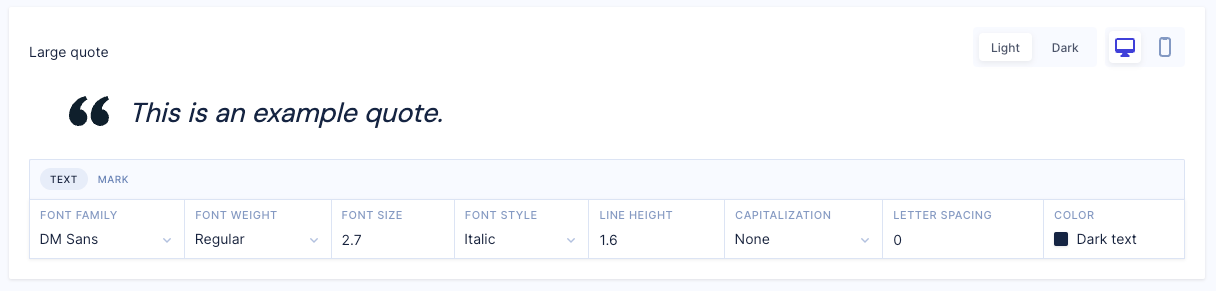 Large quote
Light Dark
❝ This is an example quote.
TEXT MARK
FONT FAMILY FONT WEIGHT FONT SIZE FONT STYLE LINE HEIGHT CAPITALIZATION LETTER SPACING COLOR
DM Sans Regular 2.7 Italic 1.6 None 0 Dark text